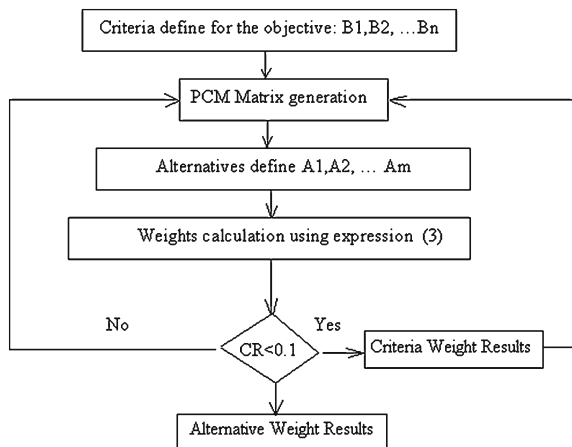 Criteria define for the objective: B1,B2, ...Bn
PCM Matrix generation
Alternatives define A1,A2, ... Am
Weights calculation using expression (3)
No
Yes
CR<0.1
Criteria Weight Results
Alternative Weight Results